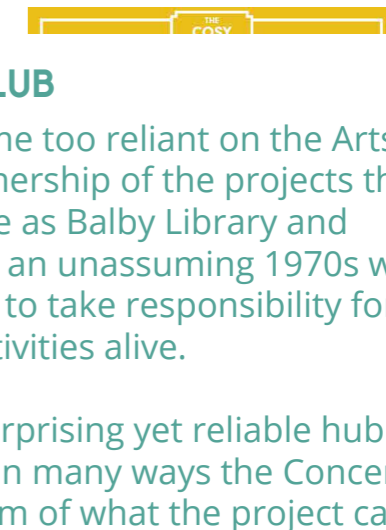 THE
COSY
LUB
ne too reliant on the Arts
nership of the projects th
e as Balby Library and
an unassuming 1970s w
to take responsibility fo
tivities alive.
rprising yet reliable hub
n many ways the Concer
m of what the project ca